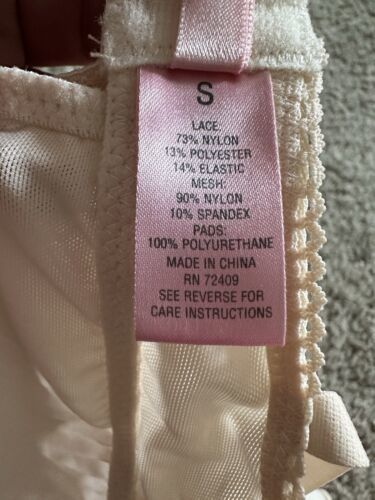 S
LACE:
73% NYLON
13% POLYESTER
14% ELASTIC
MESH:
90% NYLON
10% SPANDEX
PADS:
100% POLYURETHANE
MADE IN CHINA
RN 72409
SEE REVERSE FOR
CARE INSTRUCTIONS